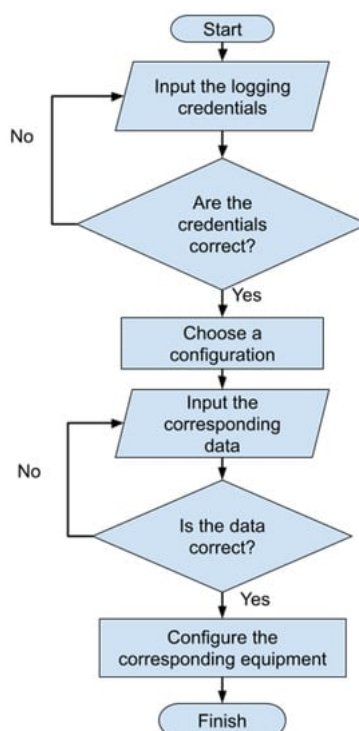 Start
Input the logging
credentials
No
Are the
credentials
correct?
Yes
Choose a
configuration
Input the
corresponding
data
No
Is the data
correct?
Yes
Configure the
corresponding equipment
Finish